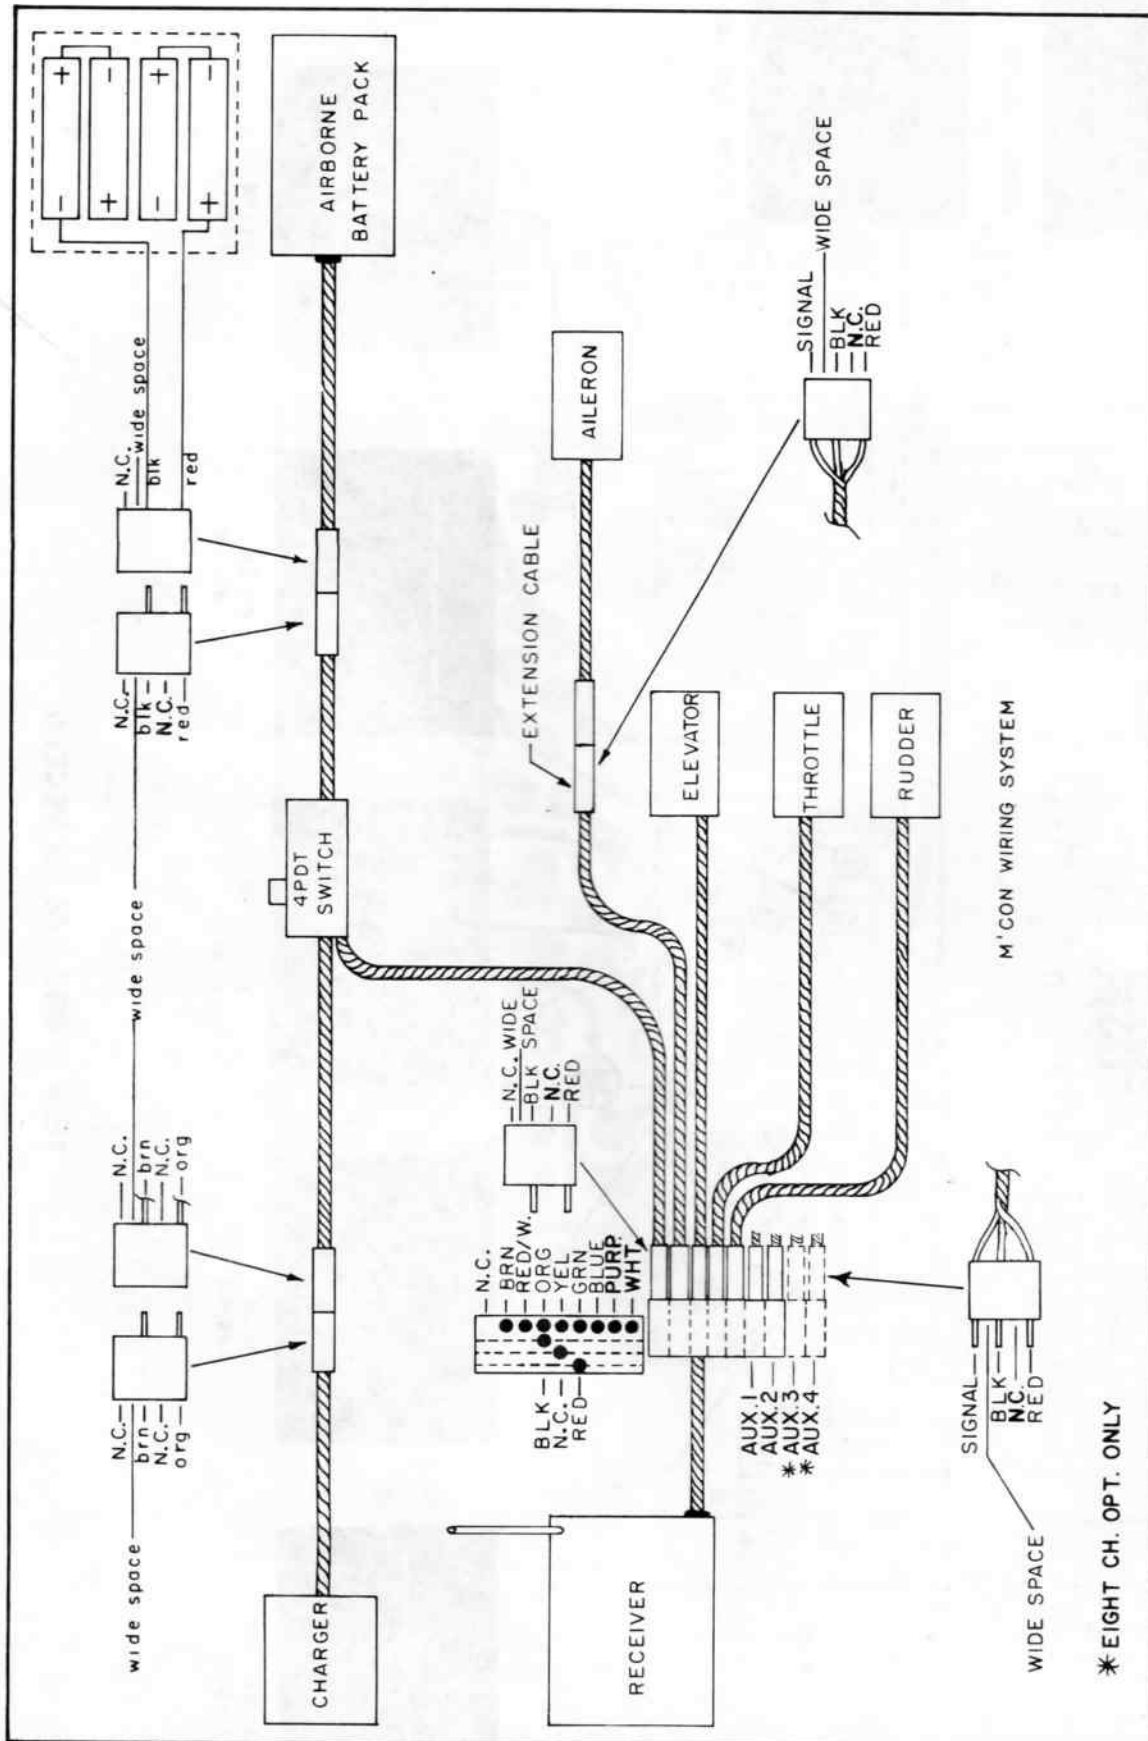 N.C.
wide space
brn
N.C.
org
N.C.
brn
N.C.
org
wide space
N.C.
blk
N.C.
red
N.C.
wide space
blk
red
- +
+ -
- +
+ -
CHARGER
4PDT
SWITCH
AIRBORNE
BATTERY PACK
N.C.
BRN
RED/W.
ORG
YEL
GRN
BLUE
PURP.
WHT.
BLK
N.C.
RED
N.C. WIDE
SPACE
BLK
N.C.
RED
EXTENSION CABLE
AILERON
RECEIVER
AUX.1
AUX.2
*AUX.3
*AUX.4
ELEVATOR
THROTTLE
RUDDER
SIGNAL
WIDE SPACE
BLK
N.C.
RED
SIGNAL
BLK
N.C.
RED
WIDE SPACE
M'CON WIRING SYSTEM
*EIGHT CH. OPT. ONLY